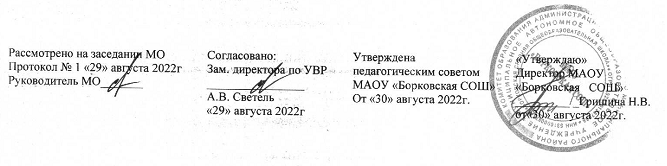 Рассмотрено на заседании МО
Протокол № 1 «29» августа 2022г
Руководитель МО
Согласовано:
Зам. директора по УВР
А.В. Светель
«29» августа 2022г
Утверждена
педагогическим советом
МАОУ «Борковская СОШ»
От «30» августа 2022г.
«Утверждаю»
Директор МАОУ
«Борковская СОШ»
Гришина Н.В.
от«30» августа 2022г.